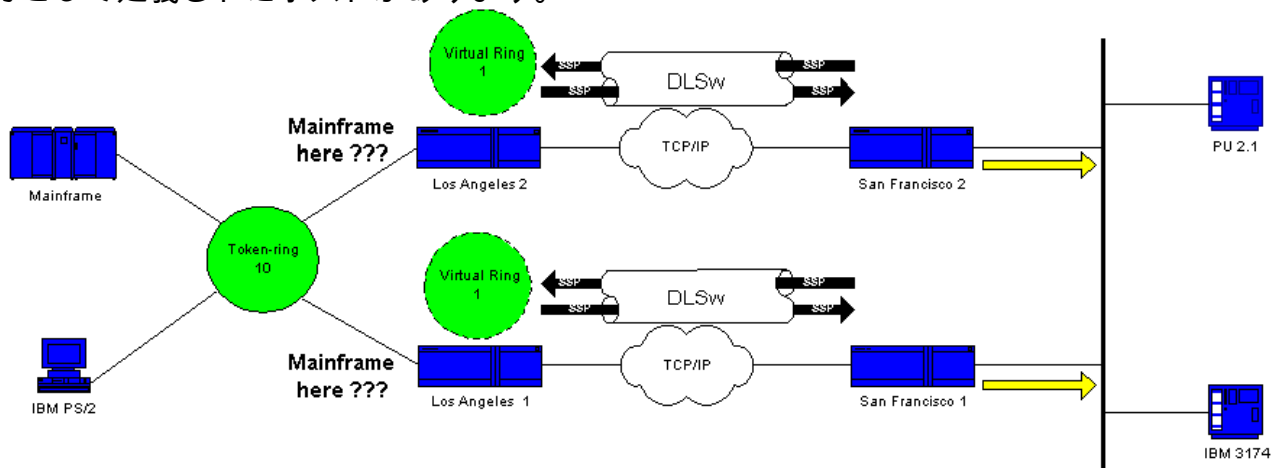 Virtual Ring
1
SSP
SSP
DLSw
SSP
SSP
Mainframe
here ???
TCP/IP
PU 2.1
Mainframe
Los Angeles 2
San Francisco 2
Token-ring
10
Virtual Ring
1
SSP
SSP
DLSw
SSP
SSP
Mainframe
here ???
TCP/IP
IBM PS/2
Los Angeles 1
San Francisco 1
IBM 3174